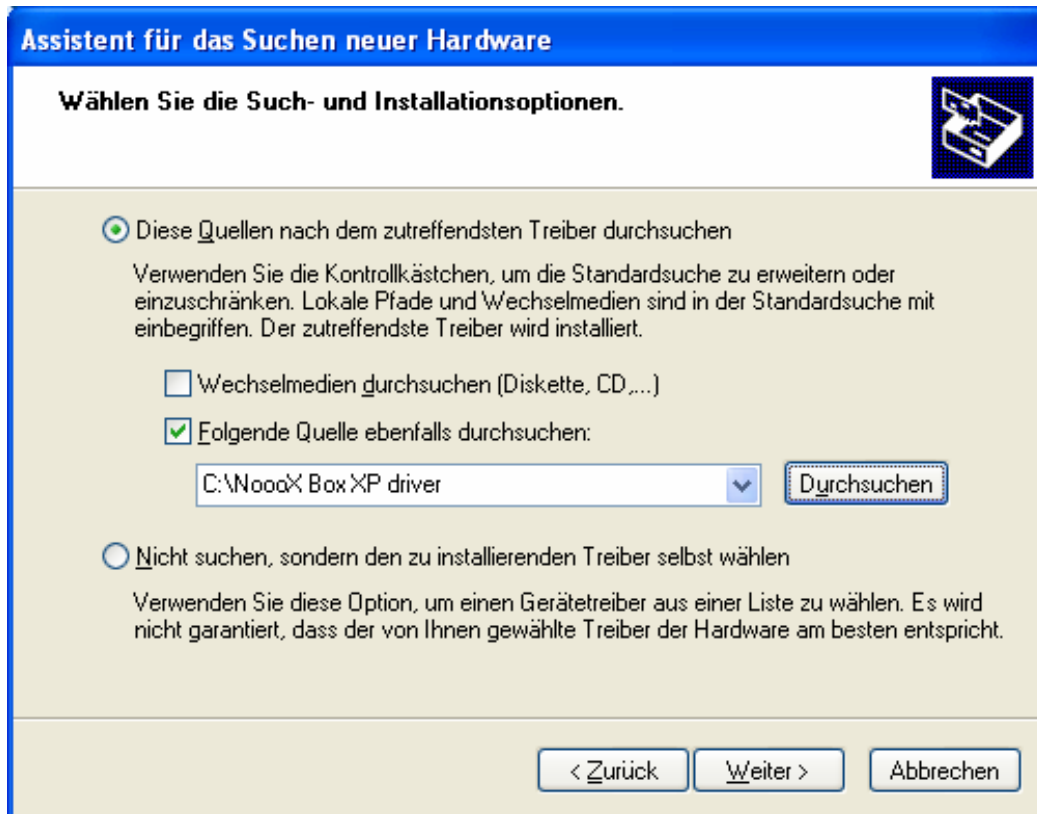 Assistent für das Suchen neuer Hardware
Wählen Sie die Such- und Installationsoptionen.
Diese Quellen nach dem zutreffendsten Treiber durchsuchen
Verwenden Sie die Kontrollkästchen, um die Standardsuche zu erweitern oder
einzuschränken. Lokale Pfade und Wechselmedien sind in der Standardsuche mit
einbegriffen. Der zutreffendste Treiber wird installiert.
Wechselmedien durchsuchen (Diskette, CD,...)
Folgende Quelle ebenfalls durchsuchen:
C:\NoooX Box XP driver Durchsuchen
Nicht suchen, sondern den zu installierenden Treiber selbst wählen
Verwenden Sie diese Option, um einen Gerätetreiber aus einer Liste zu wählen. Es wird
nicht garantiert, dass der von Ihnen gewählte Treiber der Hardware am besten entspricht.
< Zurück Weiter > Abbrechen